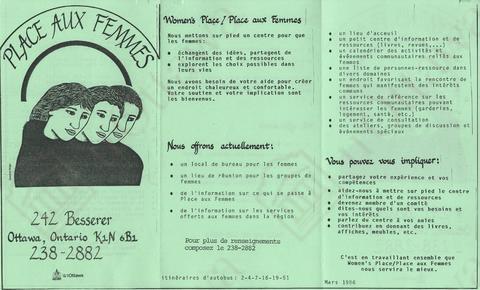 PLACE AUX FEMMES
242 Besserer
Ottawa, Ontario K1N 6B1
238-2882
Women's Place/Place aux Femmes
Nous mettons sur pied un centre pour que
les femmes:
échangent des idées, partagent de
l'information et des ressources
explorent les choix possibles dans
leurs vies
Nous avons besoin de votre aide pour créer
un endroit chaleureux et comfortable.
Votre soutien et votre implication sont
les bienvenus.
Nous offrons actuellement:
un local de bureau pour les femmes
un lieu de réunion pour les groupes de
femmes
de l'information sur ce qui se passe à
Place aux Femmes
de l'information sur les services
offerts aux femmes dans la région
Pour plus de renseignements
composez le 238-2882
itinéraires d'autobus: 2-4-7-16-19-51
un lieu d'acceuil
un petit centre d'information et de
ressources (livres, revues,...)
un calendrier des activités et
événements communautaires reliés aux
femmes
une liste de personnes-ressource dans
divers domaines
un endroit favorisant la rencontre de
femmes qui manifestent des intérêts
communs
un service de référence sur les
ressources communautaires pouvant
intéresser les femmes (garderies,
logement, santé, etc.)
un service de consultation
des ateliers, groupes de discussion et
événements spéciaux
Vous pouvez vous impliquer:
partagez votre expérience et vos
compétences
aidez-nous à mettre sur pied le centre
d'information et de ressources
devenez membre d'un comité
dites-nous quels sont vos besoins et
vos intérêts
parlez de centre à vos amies
contribuez en donnant des livres,
affiches, meubles, etc.
C'est en travaillant ensemble que
Women's Place/Place aux Femmes
nous servira le mieux.
Mars 1986